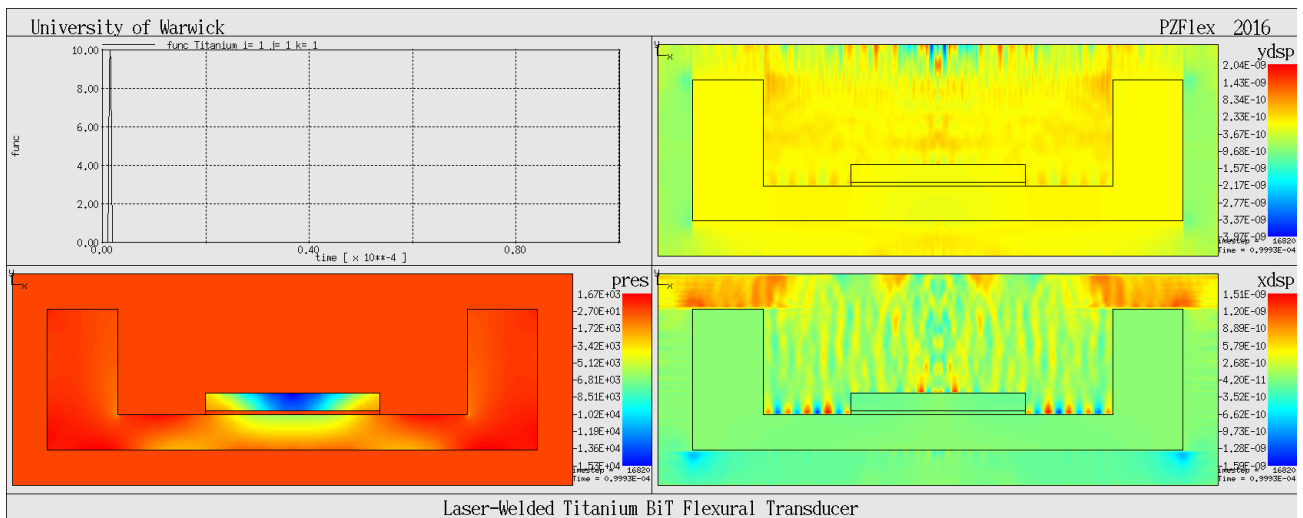 University of Warwick
PZFlex 2016
func Titanium i= 1 j= 1 k= 1
10.00
8.00
6.00
4.00
2.00
0.00
func
0.00
0.40
0.80
time [ x 10**-4 ]
Y
X
ydsp
2.04E-09
1.43E-09
8.34E-10
2.33E-10
-3.67E-10
-9.68E-10
-1.57E-09
-2.17E-09
-2.77E-09
-3.37E-09
-3.97E-09
imestep = 16820
Time = 0.9993E-04
Y
X
pres
1.67E+03
-2.70E+01
-1.72E+03
-3.42E+03
-5.12E+03
-6.81E+03
-8.51E+03
-1.02E+04
-1.19E+04
-1.36E+04
-1.53E+04
imestep = 16820
Time = 0.9993E-04
Y
X
xdsp
1.51E-09
1.20E-09
8.89E-10
5.79E-10
2.68E-10
-4.20E-11
-3.52E-10
-6.62E-10
-9.73E-10
-1.28E-09
-1.59E-09
imestep = 16820
Time = 0.9993E-04
Laser-Welded Titanium BiT Flexural Transducer